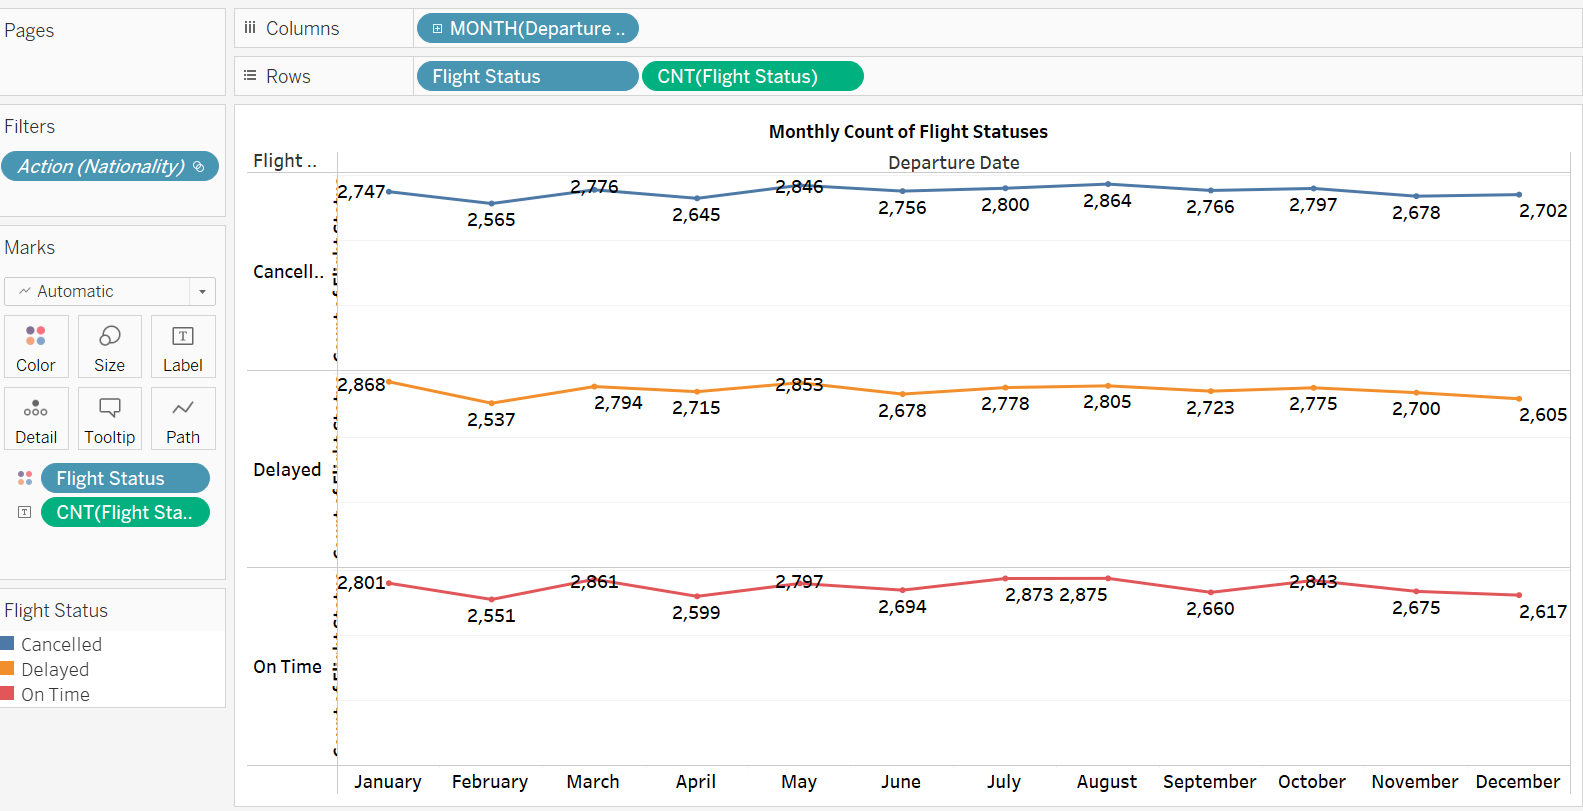 Pages
Columns
MONTH(Departure ..
Rows
Flight Status
CNT(Flight Status)
Filters
Action (Nationality)
Marks
Automatic
Color
Size
Label
Detail
Tooltip
Path
Flight Status
CNT(Flight Sta..
Flight Status
Cancelled
Delayed
On Time
Monthly Count of Flight Statuses
Flight ..
Departure Date
Cancell..
2,747
2,565
2,776
2,645
2,846
2,756
2,800
2,864
2,766
2,797
2,678
2,702
Delayed
2,868
2,537
2,794
2,715
2,853
2,678
2,778
2,805
2,723
2,775
2,700
2,605
On Time
2,801
2,551
2,861
2,599
2,797
2,694
2,873
2,875
2,660
2,843
2,675
2,617
January
February
March
April
May
June
July
August
September
October
November
December